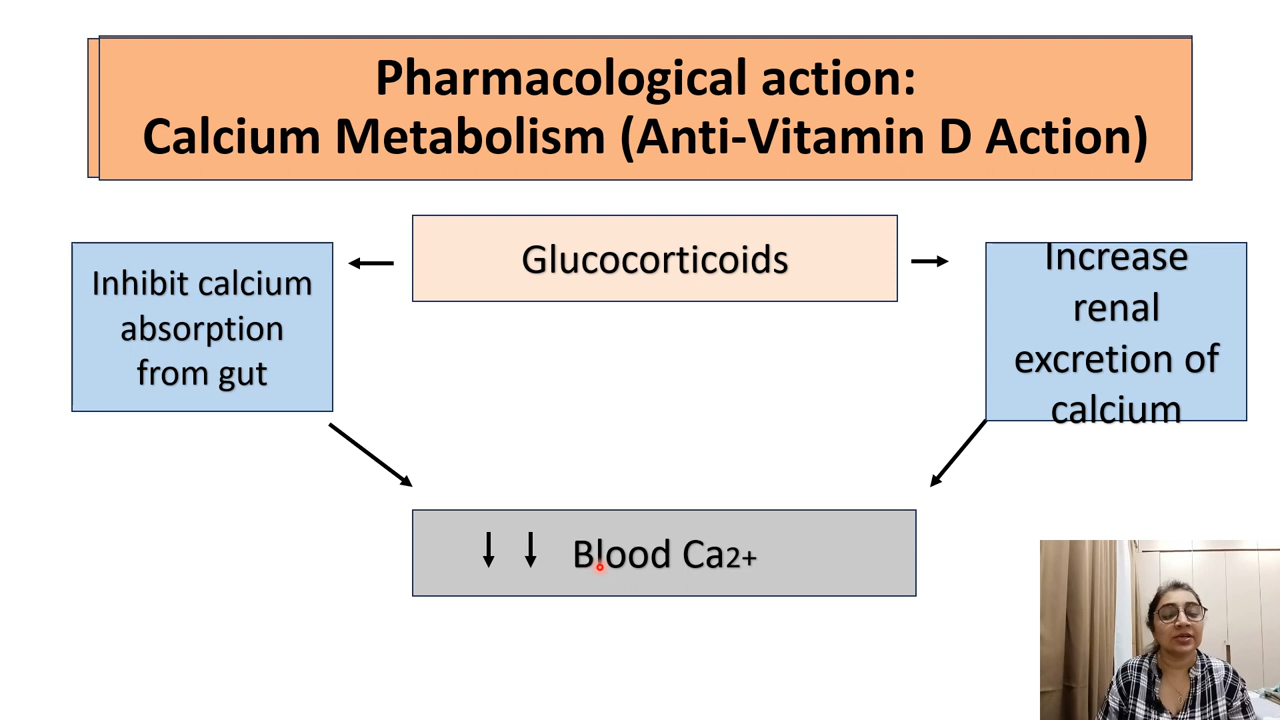 Pharmacological action:
Calcium Metabolism (Anti-Vitamin D Action)
Glucocorticoids
Inhibit calcium
absorption
from gut
Increase
renal
excretion of
calcium
↓ ↓ Blood Ca2+